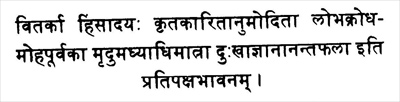 वितर्का हिंसादयः कृतकारितानुमोदिता लोभक्रोध-
मोहपूर्वका मृदुमध्याधिमात्रा दुःखाज्ञानानन्तफला इति
प्रतिपक्षभावनम् ।